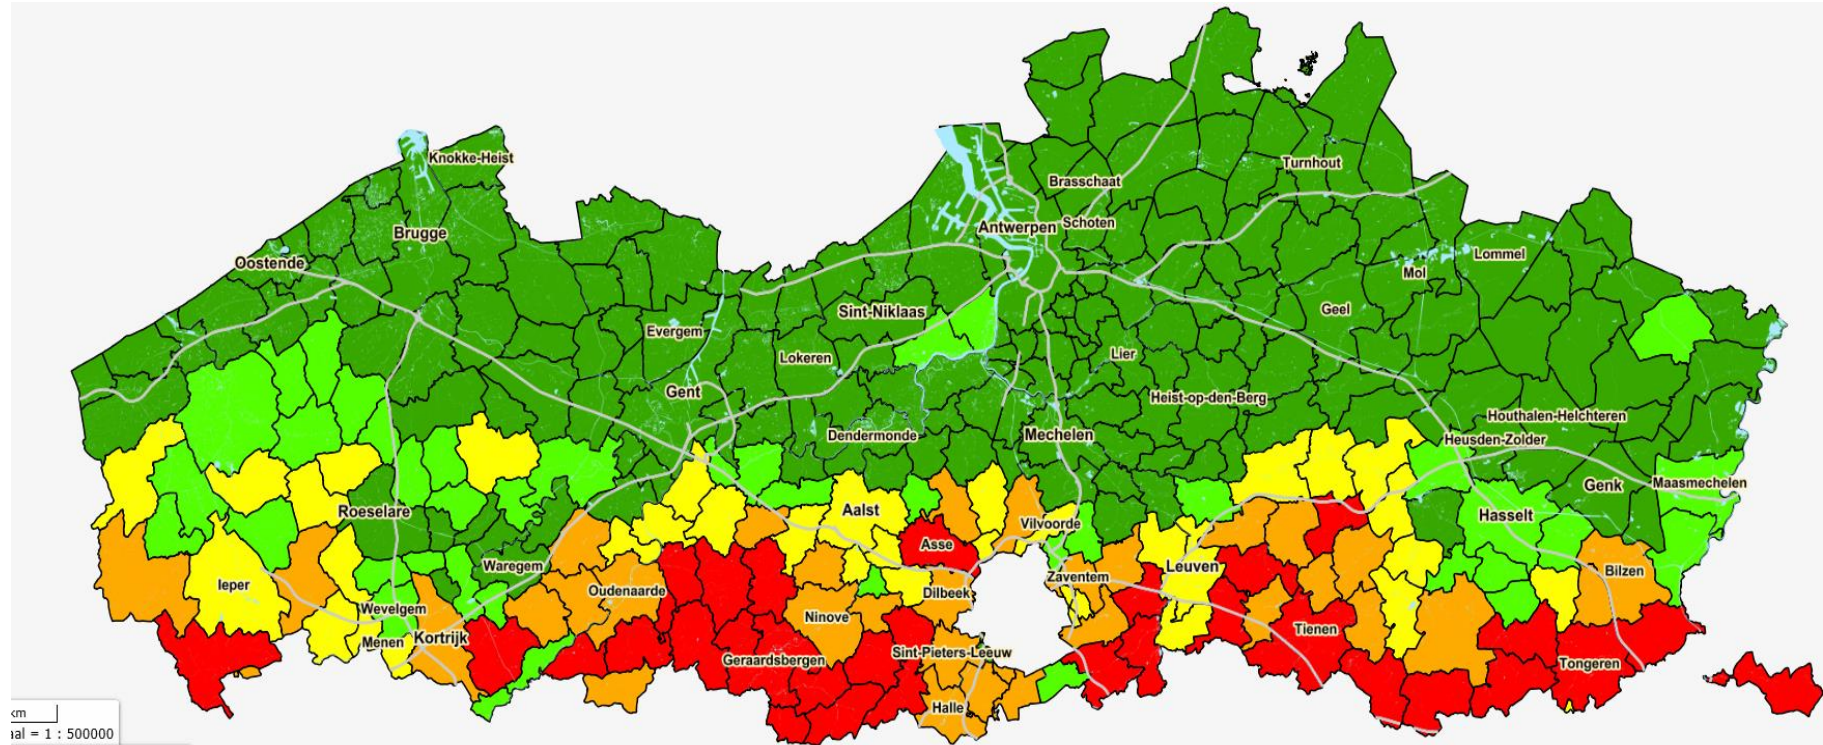 Knokke-Heist
Turnhout
Brasschaat
Schoten
Antwerpen
Brugge
Oostende
Lommel
Mol
Sint-Niklaas
Geel
Evergem
Lokeren
Lier
Gent
Heist-op-den-Berg
Houthalen-Helchteren
Dendermonde
Mechelen
Heusden-Zolder
Maasmechelen
Genk
Roeselare
Aalst
Hasselt
Vilvoorde
Asse
Waregem
Leuven
Bilzen
Zaventem
Ieper
Oudenaarde
Dilbeek
Wevelgem
Ninove
Tienen
Menen
Kortrijk
Sint-Pieters-Leeuw
Geraardsbergen
Tongeren
Halle
km
aal = 1 : 500000